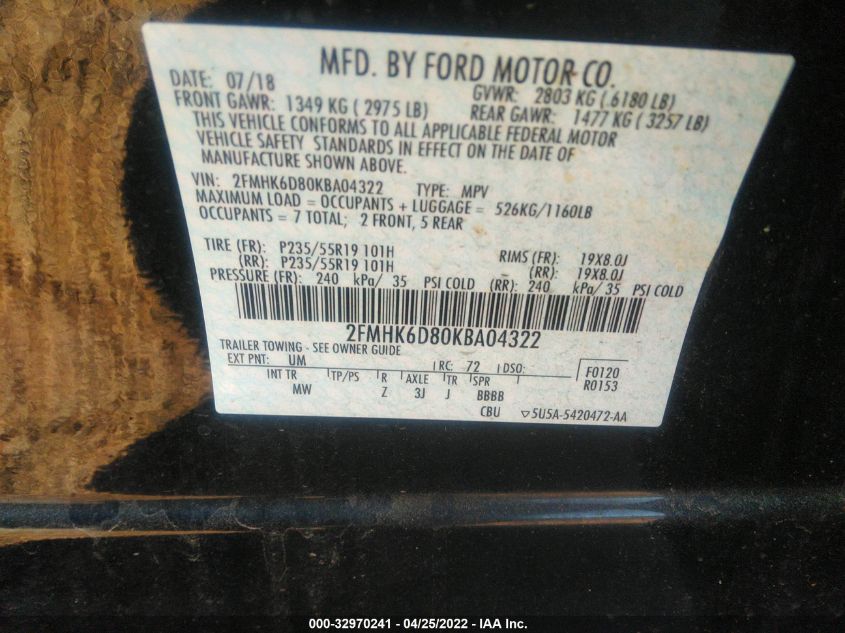 MFD. BY FORD MOTOR CO.
DATE: 07/18 GVWR: 2803 KG (.6180 LB)
FRONT GAWR: 1349 KG ( 2975 LB) REAR GAWR: 1477 KG ( 3257 LB)
THIS VEHICLE CONFORMS TO ALL APPLICABLE FEDERAL MOTOR
VEHICLE SAFETY STANDARDS IN EFFECT ON THE DATE OF
MANUFACTURE SHOWN ABOVE.
VIN: 2FMHK6D80KBA04322 TYPE: MPV
MAXIMUM LOAD = OCCUPANTS + LUGGAGE = 526KG/1160LB
OCCUPANTS = 7 TOTAL; 2 FRONT, 5 REAR
TIRE (FR): P235/55R19 101H RIMS (FR): 19X8.0J
(RR): P235/55R19 101H (RR): 19X8.0J
PRESSURE (FR): 240 kPa/ 35 PSI COLD (RR): 240 kPa/ 35 PSI COLD
2FMHK6D80KBA04322
TRAILER TOWING - SEE OWNER GUIDE
EXT PNT: UM RC: 72 DSO: F0120
INT TR TP/PS R AXLE TR SPR R0153
MW Z 3J J BBBB
CBU ▽5U5A-5420472-AA
000-32970241 - 04/25/2022 - IAA Inc.